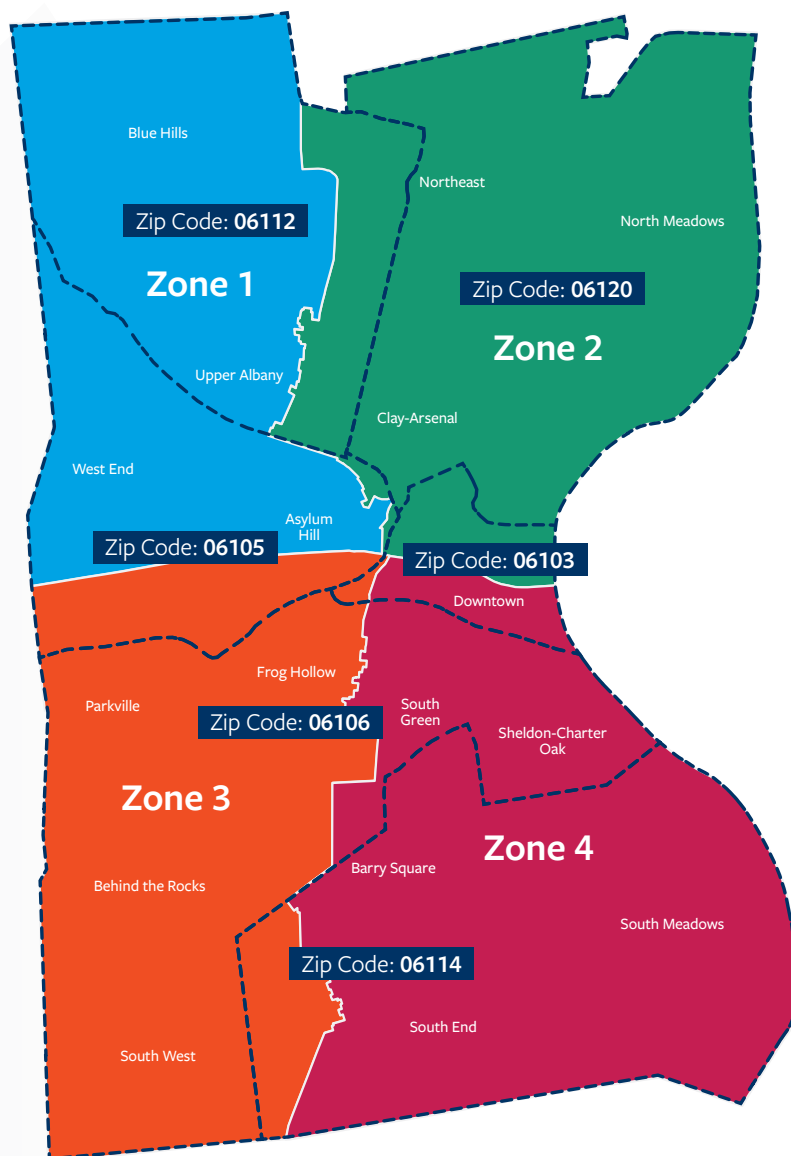 Blue Hills
Northeast
Zip Code: 06112
North Meadows
Zone 1
Zip Code: 06120
Zone 2
Upper Albany
Clay-Arsenal
West End
Asylum
Hill
Zip Code: 06105
Zip Code: 06103
Downtown
Frog Hollow
Parkville
South
Green
Zip Code: 06106
Sheldon-Charter
Oak
Zone 3
Zone 4
Barry Square
Behind the Rocks
South Meadows
Zip Code: 06114
South End
South West